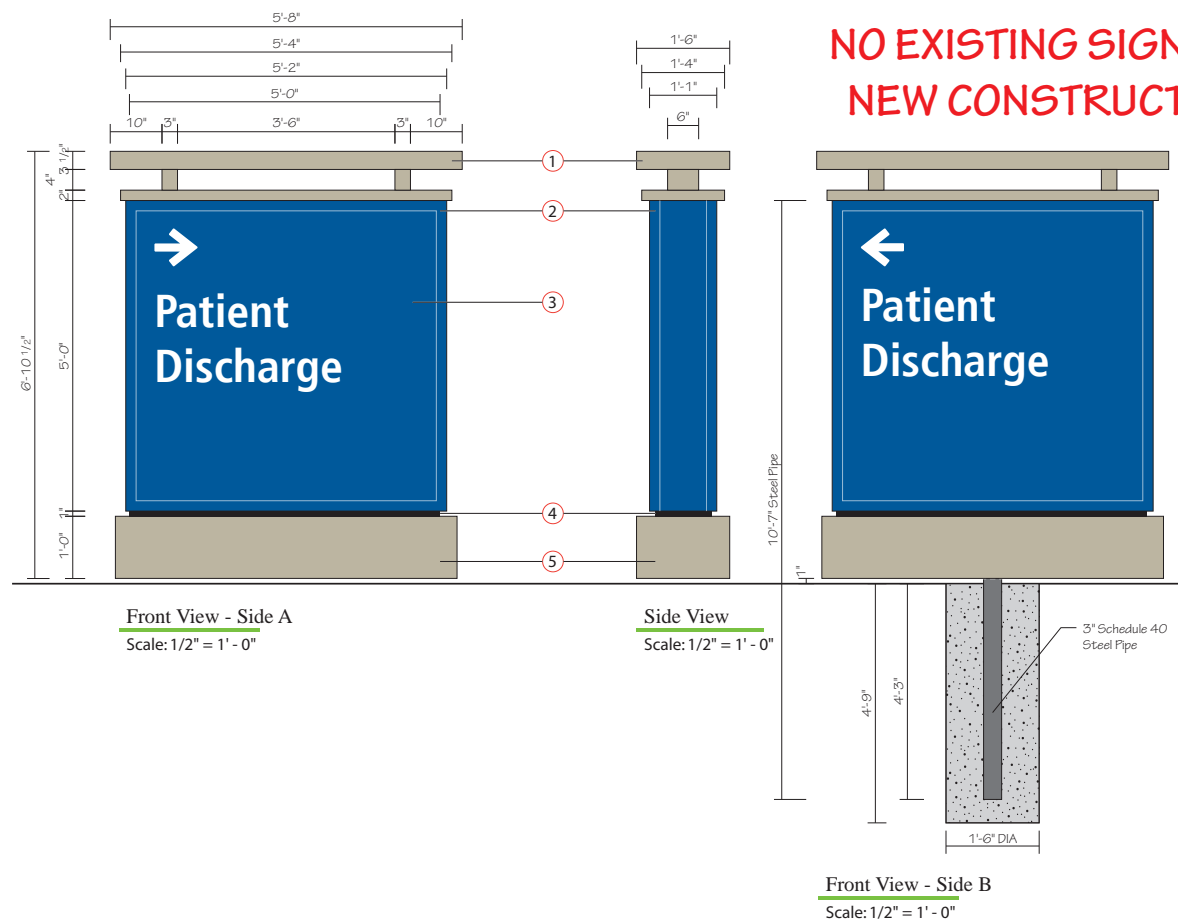 5'-8"
5'-4"
5'-2"
5'-0"
10" 3" 3'-6" 3" 10"
1'-6"
1'-4"
1'-1"
6"
NO EXISTING SIGN
NEW CONSTRUCT
6'-10 1/2"
3 1/2"
4"
2"
5'-0"
1"
1'-0"
1
2
3
4
5
Patient
Discharge
Patient
Discharge
10'-7" Steel Pipe
1"
Front View - Side A
Scale: 1/2" = 1' - 0"
Side View
Scale: 1/2" = 1' - 0"
3" Schedule 40
Steel Pipe
4'-9"
4'-3"
1'-6" DIA
Front View - Side B
Scale: 1/2" = 1' - 0"